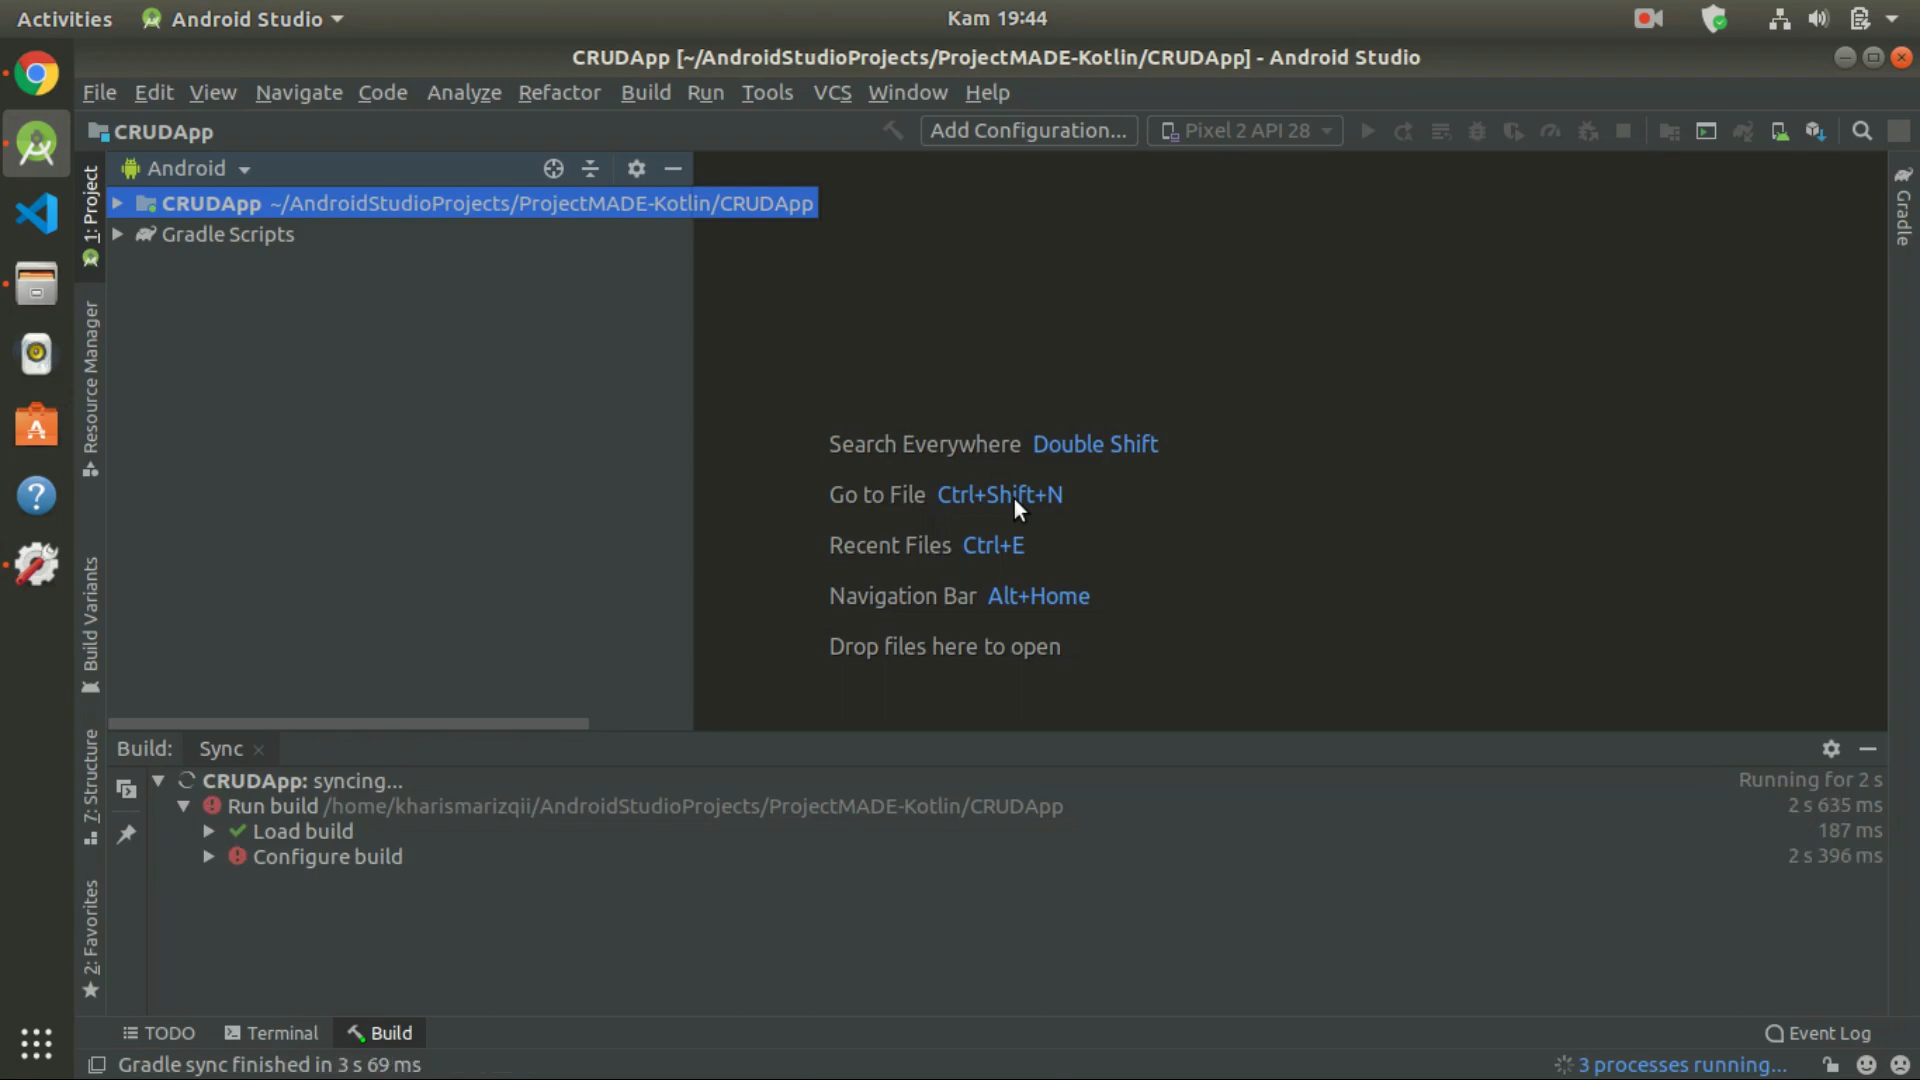 Activities
Android Studio
Kam 19:44
CRUDApp [~/AndroidStudioProjects/ProjectMADE-Kotlin/CRUDApp] - Android Studio
File Edit View Navigate Code Analyze Refactor Build Run Tools VCS Window Help
CRUDApp
Add Configuration...
Pixel 2 API 28
Android
CRUDApp ~/AndroidStudioProjects/ProjectMADE-Kotlin/CRUDApp
Gradle Scripts
1: Project
Resource Manager
Build Variants
7: Structure
2: Favorites
Gradle
Search Everywhere Double Shift
Go to File Ctrl+Shift+N
Recent Files Ctrl+E
Navigation Bar Alt+Home
Drop files here to open
Build: Sync
CRUDApp: syncing... Running for 2 s
Run build /home/kharismarizqii/AndroidStudioProjects/ProjectMADE-Kotlin/CRUDApp 2 s 635 ms
Load build 187 ms
Configure build 2 s 396 ms
TODO Terminal Build Event Log
Gradle sync finished in 3 s 69 ms 3 processes running...